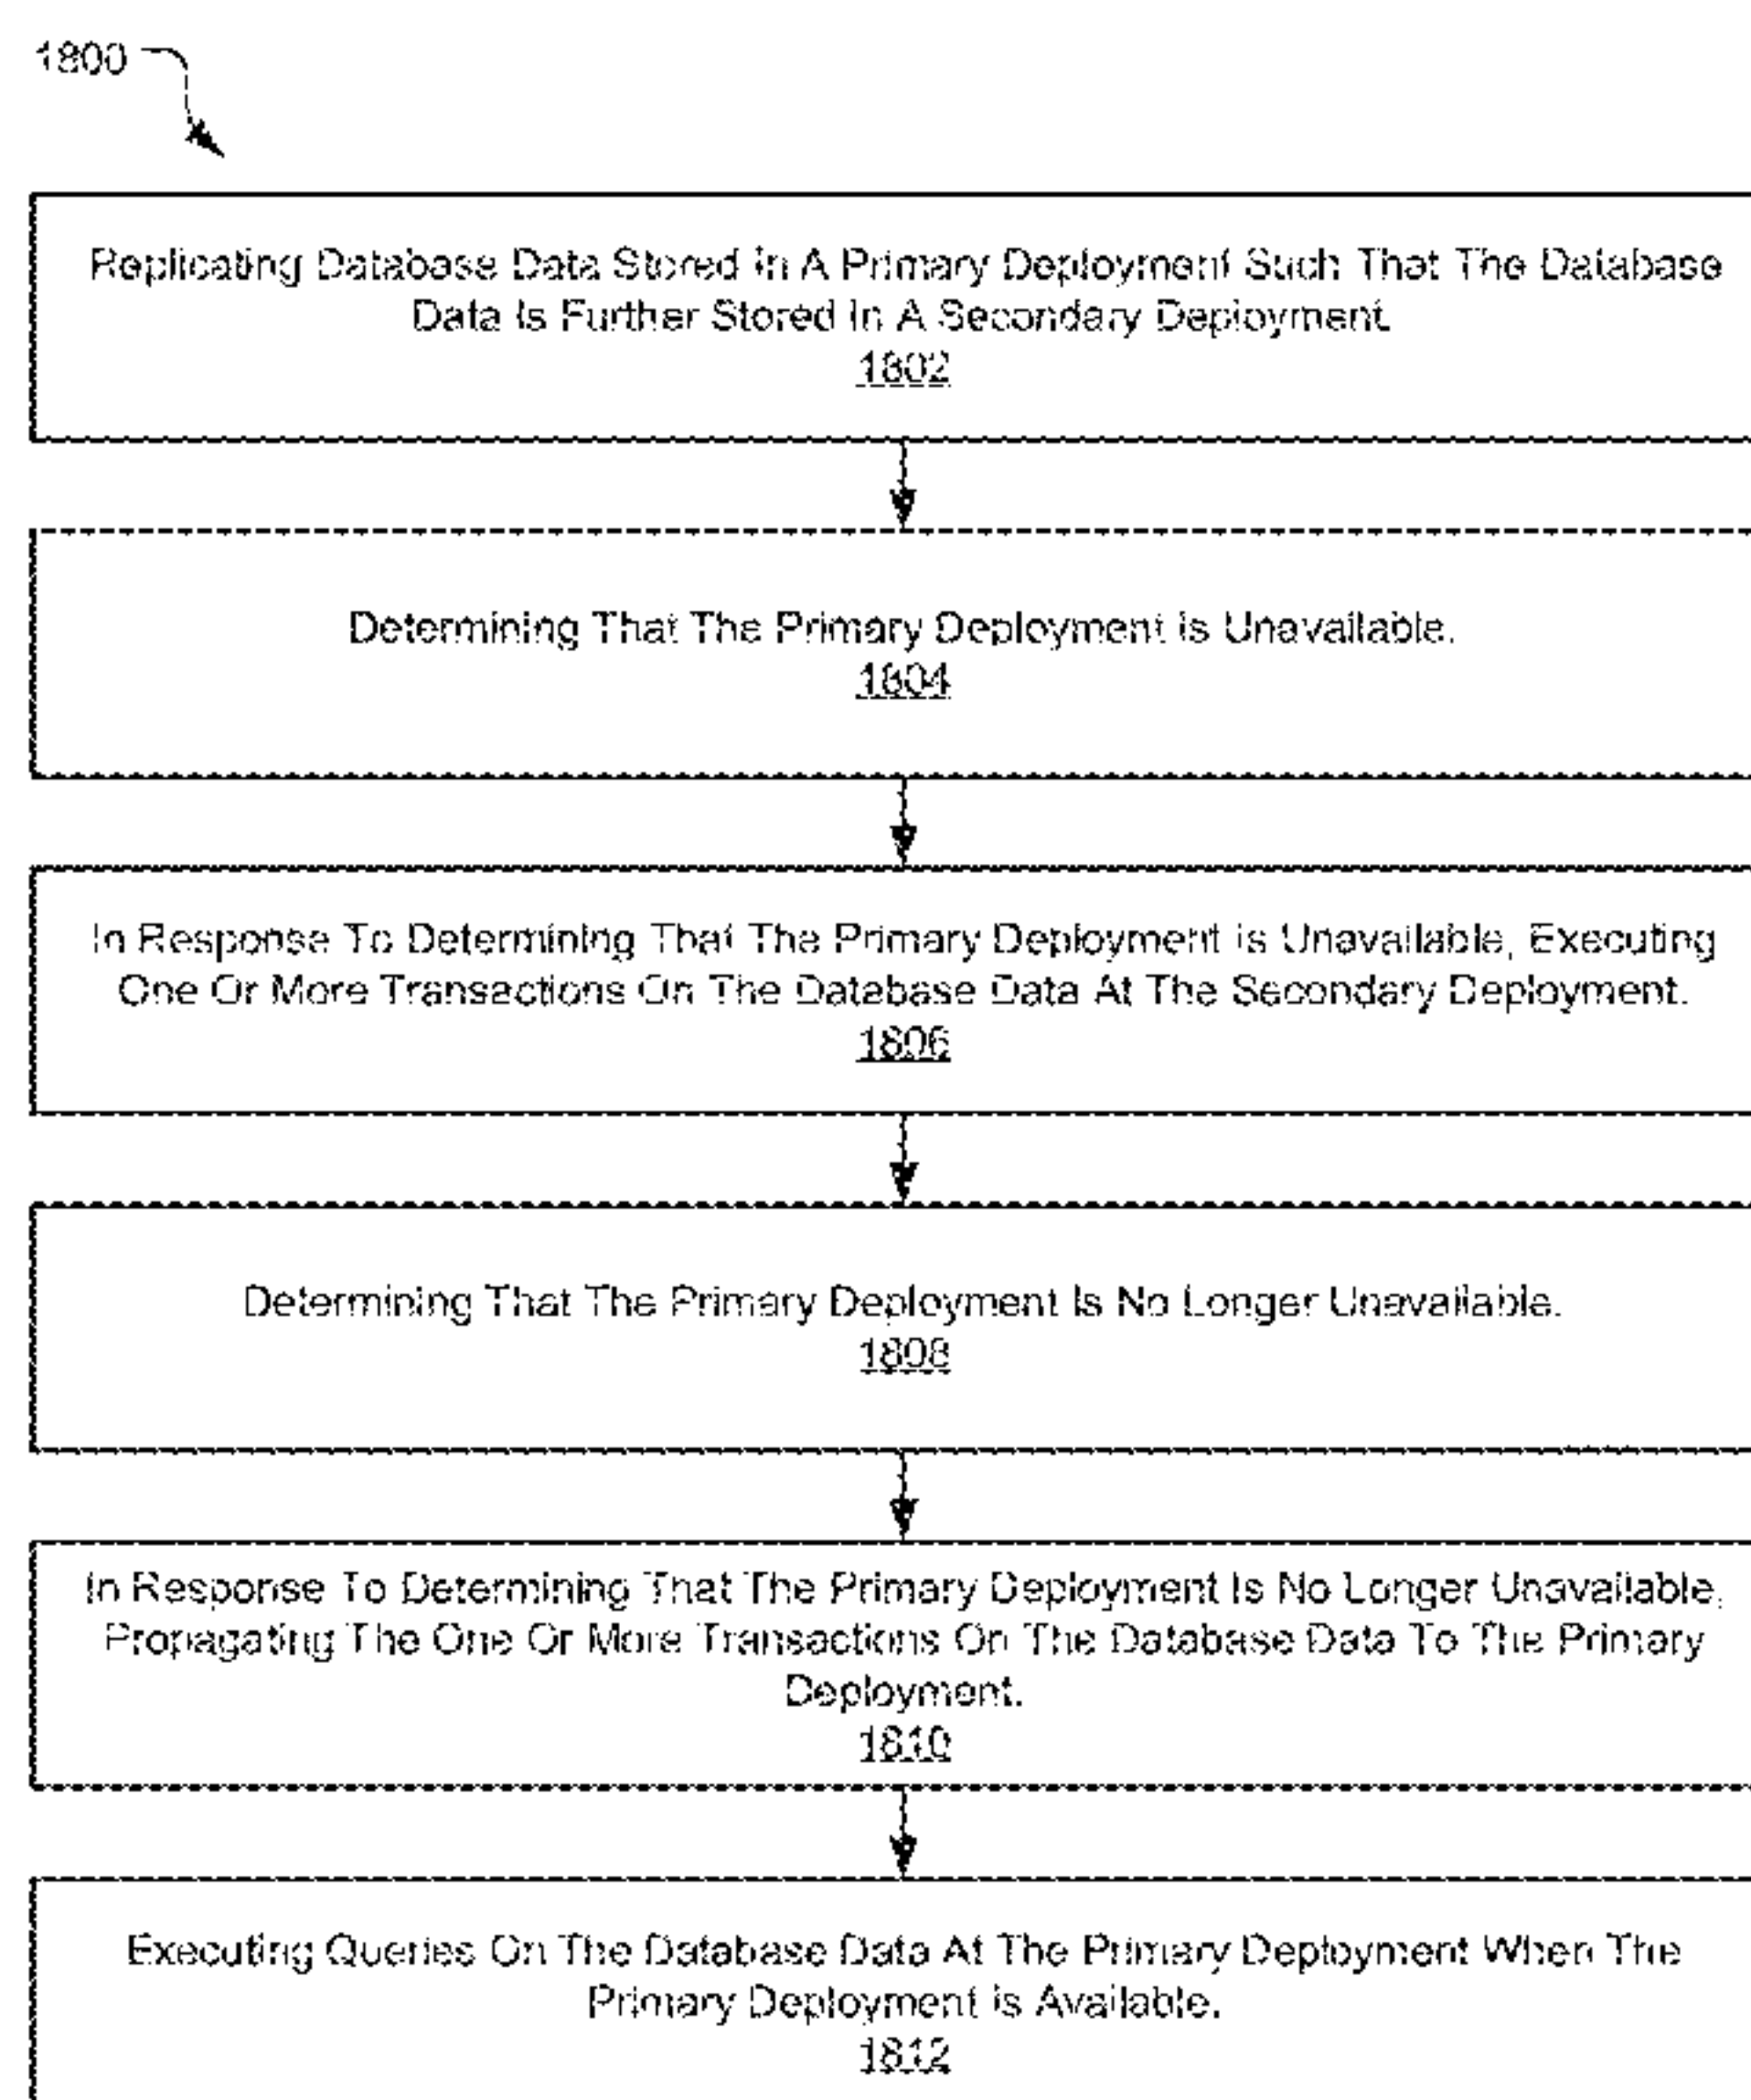 1800
Replicating Database Data Stored In A Primary Deployment Such That The Database
Data Is Further Stored In A Secondary Deployment.
1802
Determining That The Primary Deployment Is Unavailable.
1804
In Response To Determining That The Primary Deployment Is Unavailable, Executing
One Or More Transactions On The Database Data At The Secondary Deployment.
1806
Determining That The Primary Deployment Is No Longer Unavailable.
1808
In Response To Determining That The Primary Deployment Is No Longer Unavailable,
Propagating The One Or More Transactions On The Database Data To The Primary
Deployment.
1810
Executing Queries On The Database Data At The Primary Deployment When The
Primary Deployment Is Available.
1812